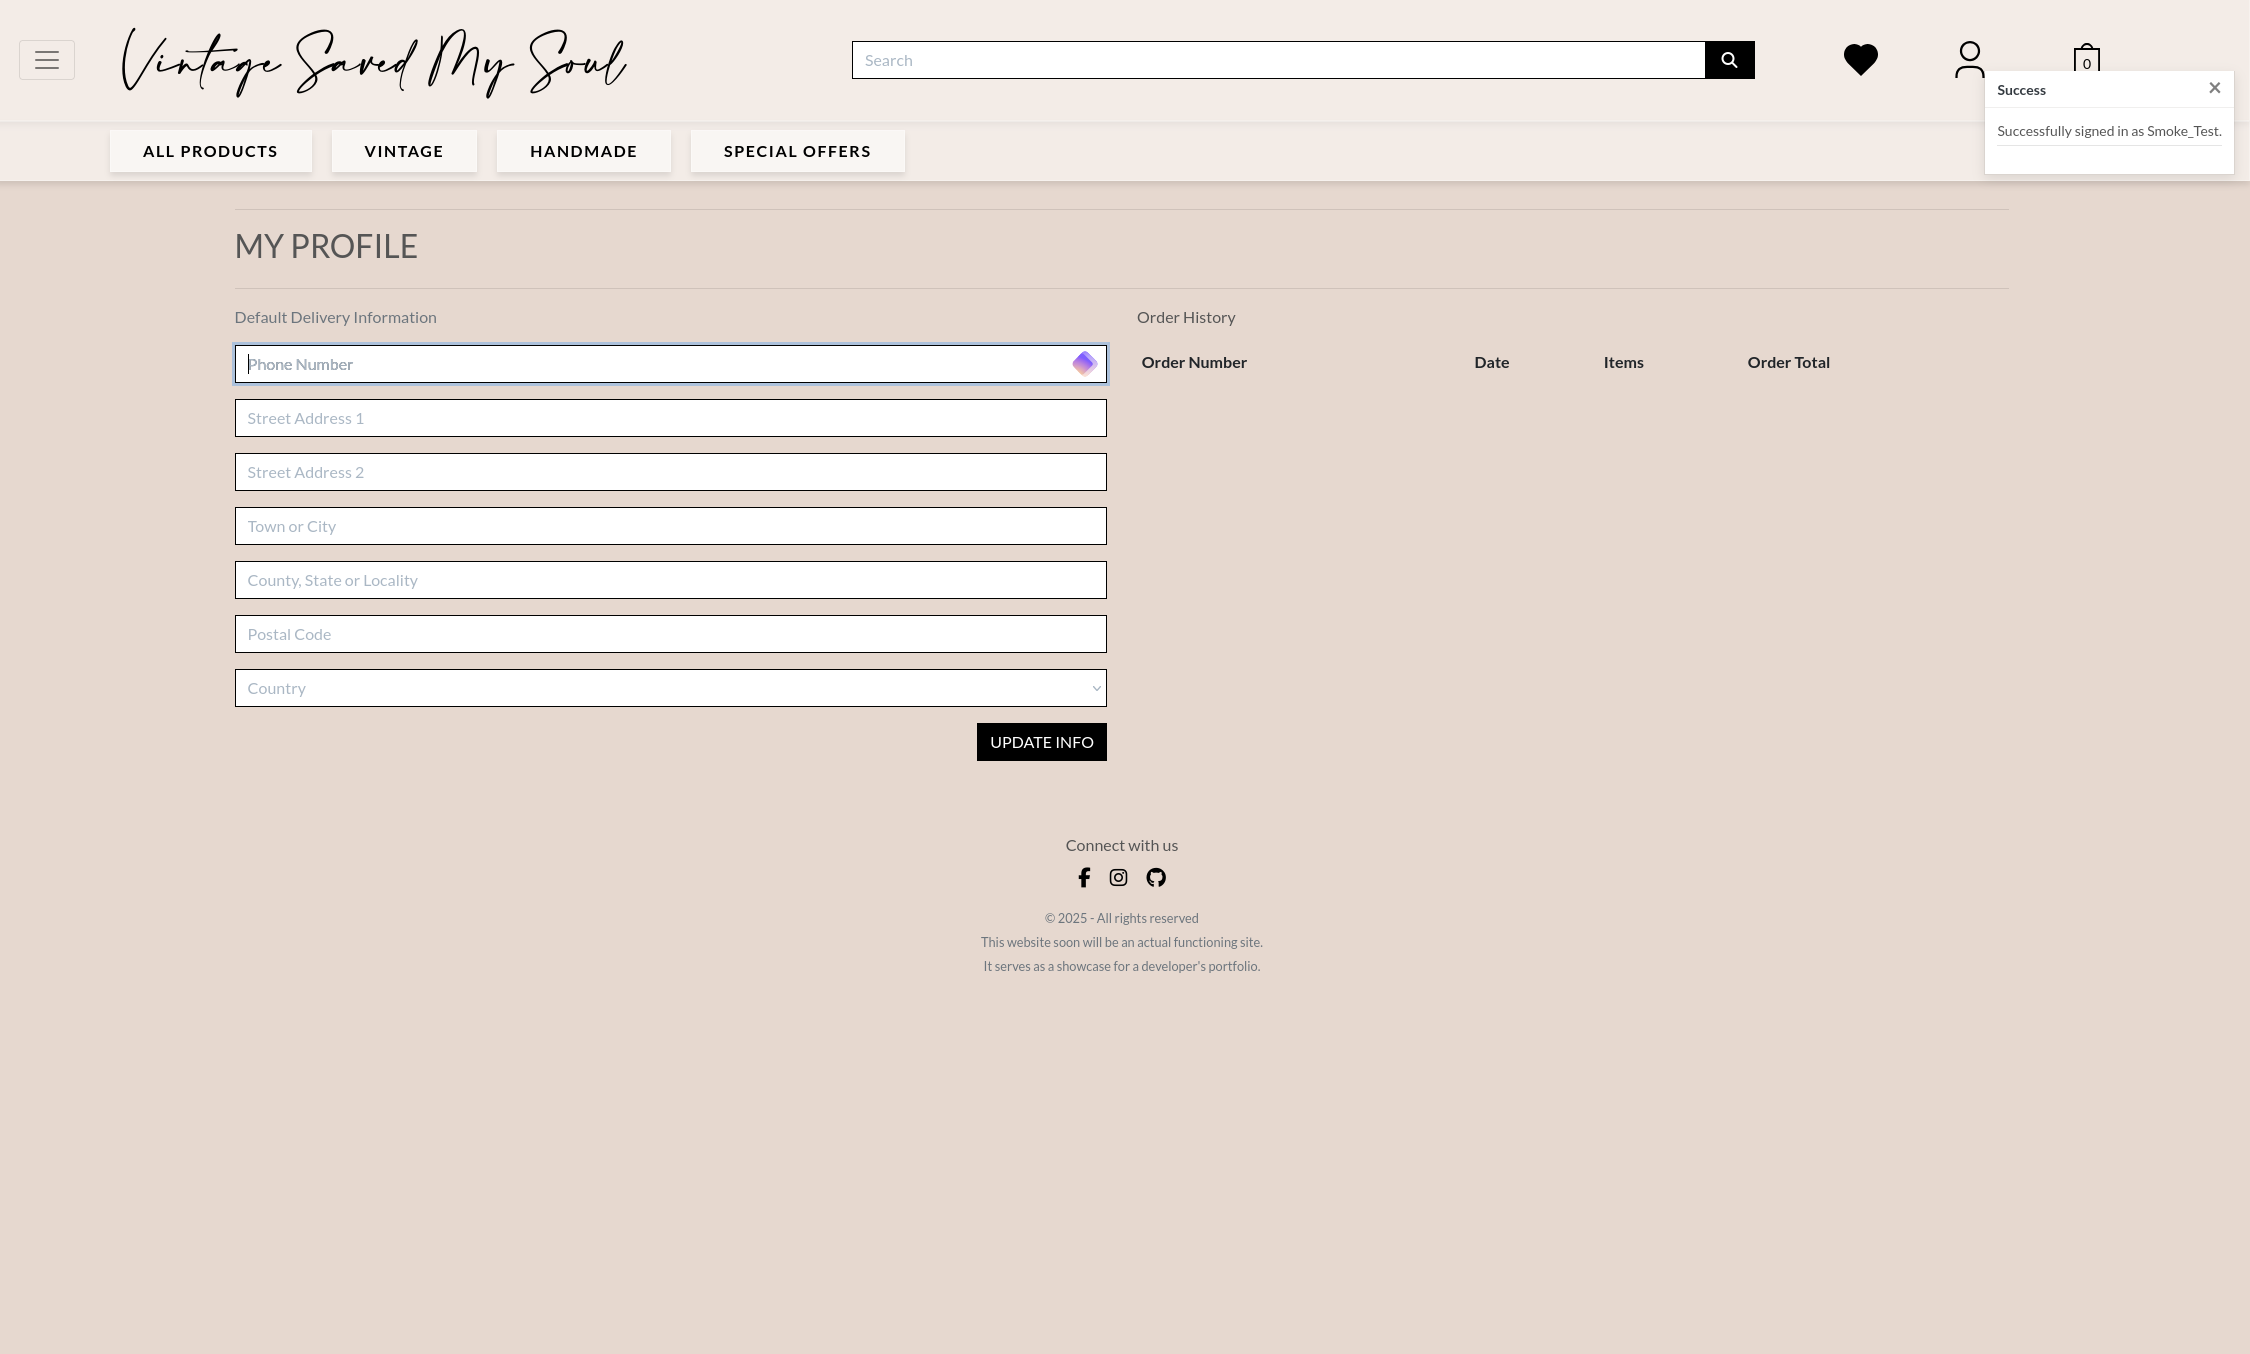 Vintage Saved My Soul
Search
0
Success
×
Successfully signed in as Smoke_Test.
ALL PRODUCTS
VINTAGE
HANDMADE
SPECIAL OFFERS
MY PROFILE
Default Delivery Information
Phone Number
Street Address 1
Street Address 2
Town or City
County, State or Locality
Postal Code
Country
UPDATE INFO
Order History
Order Number Date Items Order Total
Connect with us
© 2025 - All rights reserved
This website soon will be an actual functioning site.
It serves as a showcase for a developer's portfolio.